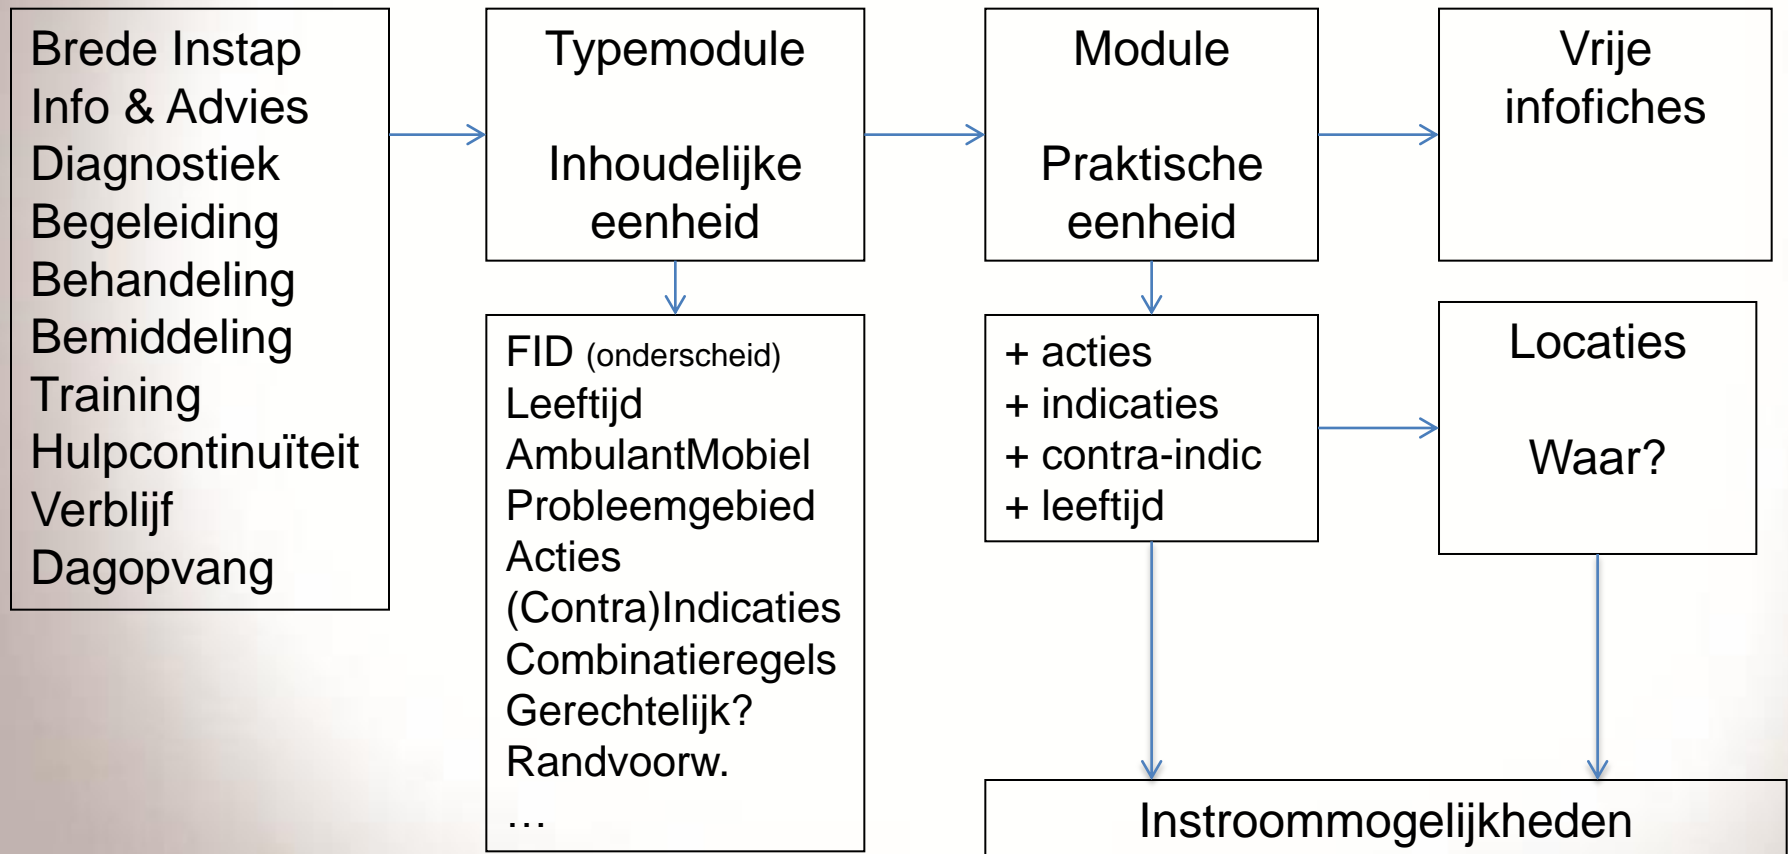 Brede Instap
Info & Advies
Diagnostiek
Begeleiding
Behandeling
Bemiddeling
Training
Hulpcontinuïteit
Verblijf
Dagopvang
Typemodule
Inhoudelijke
eenheid
FID (onderscheid)
Leeftijd
AmbulantMobiel
Probleemgebied
Acties
(Contra)Indicaties
Combinatieregels
Gerechtelijk?
Randvoorw.
…
Module
Praktische
eenheid
+ acties
+ indicaties
+ contra-indic
+ leeftijd
Vrije
infofiches
Locaties
Waar?
Instroommogelijkheden